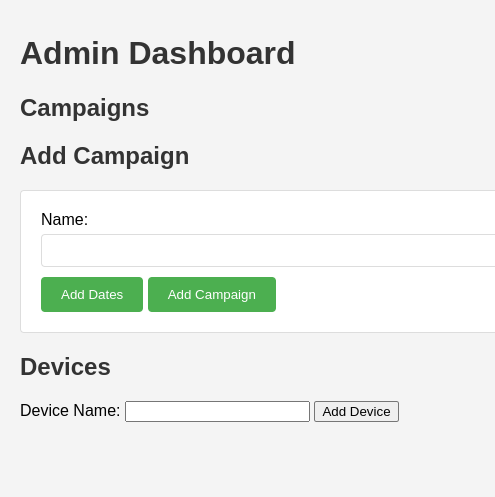 Admin Dashboard
Campaigns
Add Campaign
Name:
Add Dates Add Campaign
Devices
Device Name: Add Device